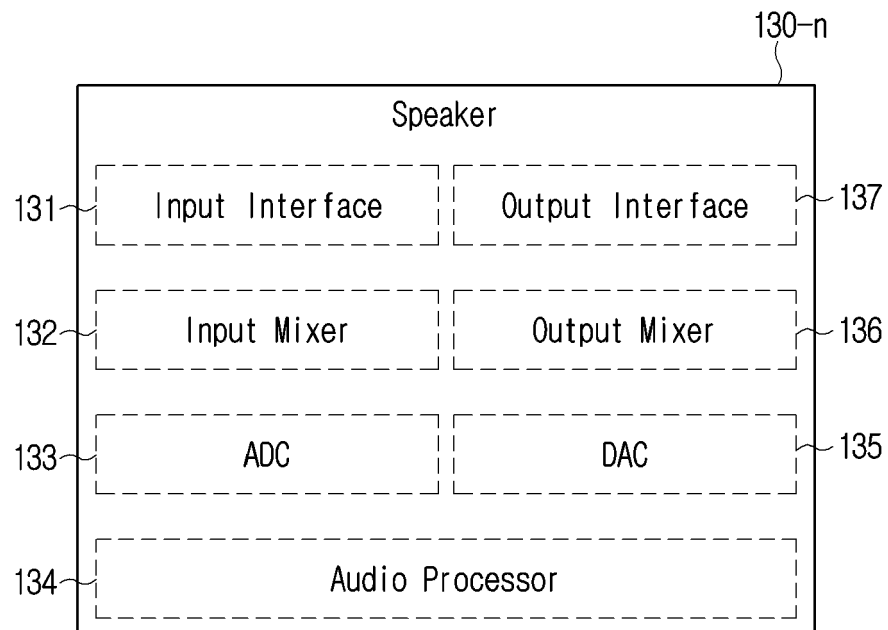 130-n
Speaker
131 Input Interface Output Interface 137
132 Input Mixer Output Mixer 136
133 ADC DAC 135
134 Audio Processor